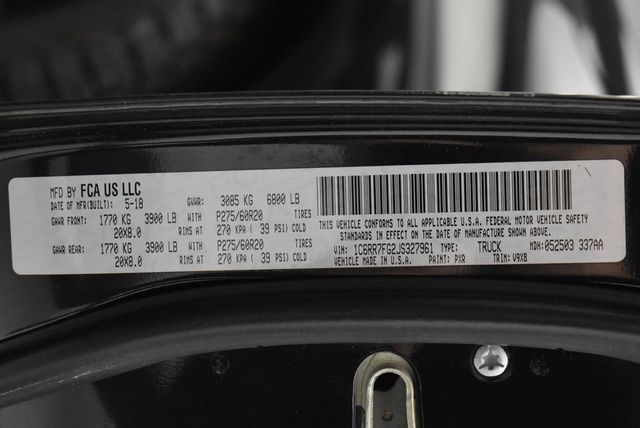 MFD BY FCA US LLC
DATE OF MFR(BUILT): 5-18 GVWR: 3085 KG 6800 LB
GAWR FRONT: 1770 KG 3900 LB WITH P275/60R20 TIRES
20X8.0 RIMS AT 270 KPA ( 39 PSI) COLD
GAWR REAR: 1770 KG 3900 LB WITH P275/60R20 TIRES
20X8.0 RIMS AT 270 KPA ( 39 PSI) COLD
THIS VEHICLE CONFORMS TO ALL APPLICABLE U.S.A. FEDERAL MOTOR VEHICLE SAFETY
STANDARDS IN EFFECT ON THE DATE OF MANUFACTURE SHOWN ABOVE.
VIN: 1C6RR7FG2JS327961 TYPE: TRUCK MDH: 052503 337AA
VEHICLE MADE IN U.S.A. PAINT: PXR TRIM: V9X8